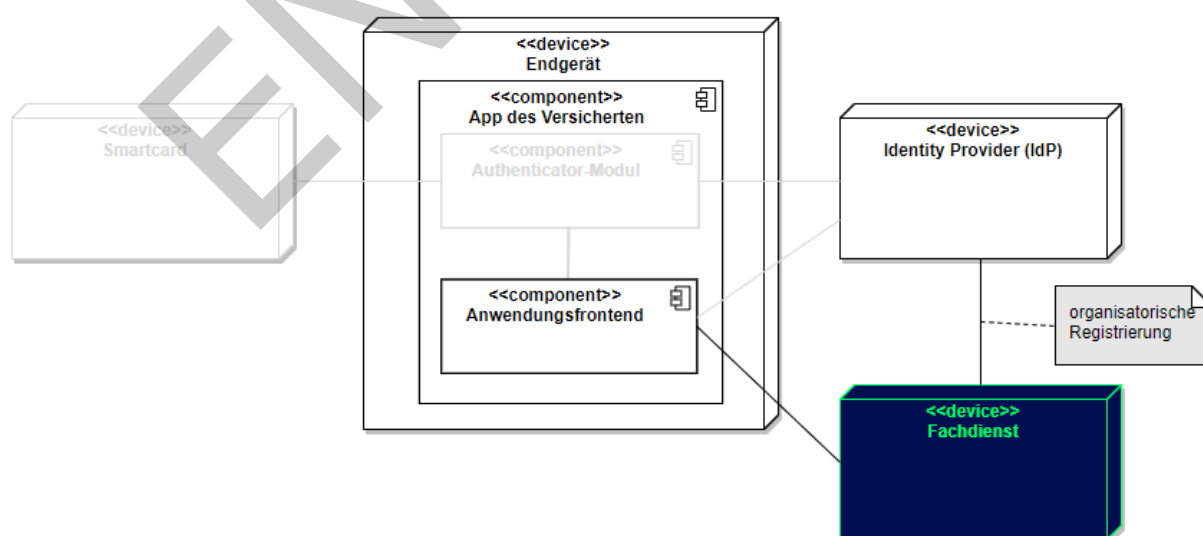 <<device>>
Endgerät
<<component>>
App des Versicherten
<<device>>
Smartcard
<<component>>
Authenticator-Modul
<<device>>
Identity Provider (IdP)
<<component>>
Anwendungsfrontend
organisatorische
Registrierung
<<device>>
Fachdienst